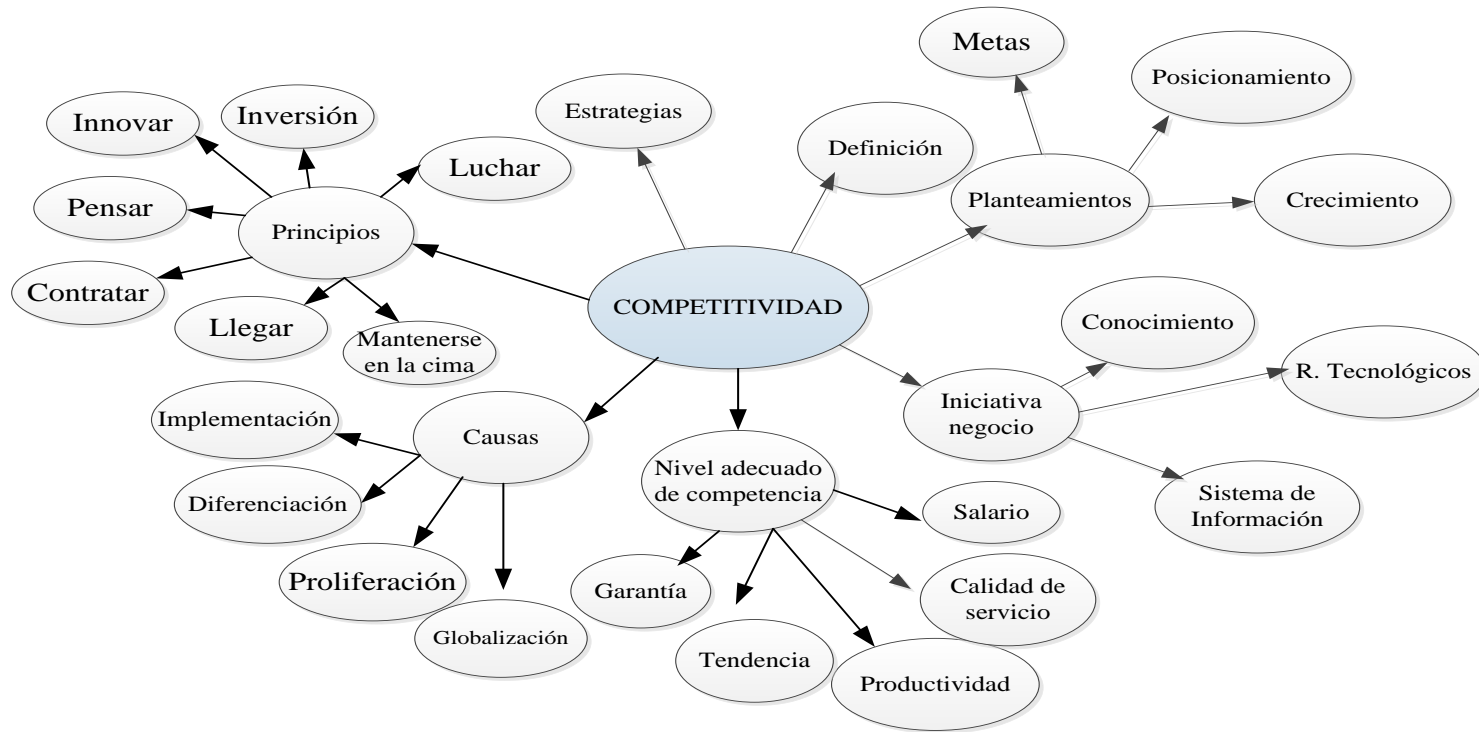 Metas
Posicionamiento
Estrategias
Inversión
Innovar
Definición
Luchar
Planteamientos
Crecimiento
Pensar
Principios
Contratar
COMPETITIVIDAD
Llegar
Mantenerse
en la cima
Conocimiento
R. Tecnológicos
Iniciativa
negocio
Implementación
Causas
Nivel adecuado
de competencia
Diferenciación
Salario
Sistema de
Información
Proliferación
Garantía
Calidad de
servicio
Globalización
Tendencia
Productividad